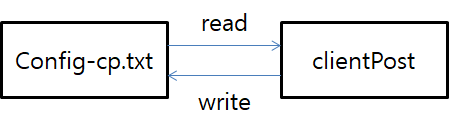 read
Config-cp.txt
clientPost
write